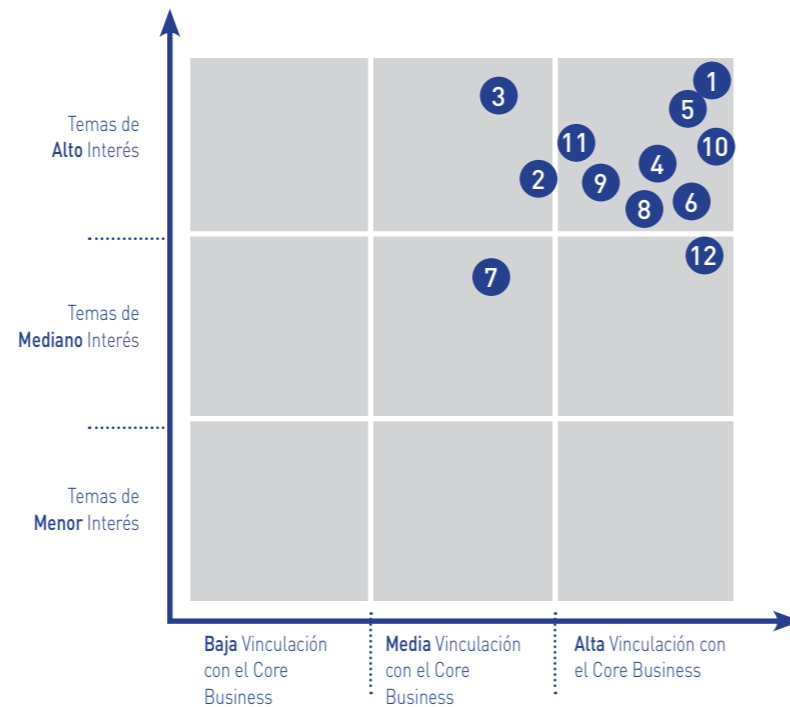 Temas de
Alto Interés
1
3
5
11
10
4
2
9
8
6
Temas de
Mediano Interés
12
7
Temas de
Menor Interés
Baja Vinculación
con el Core
Business
Media Vinculación
con el Core
Business
Alta Vinculación con
el Core Business